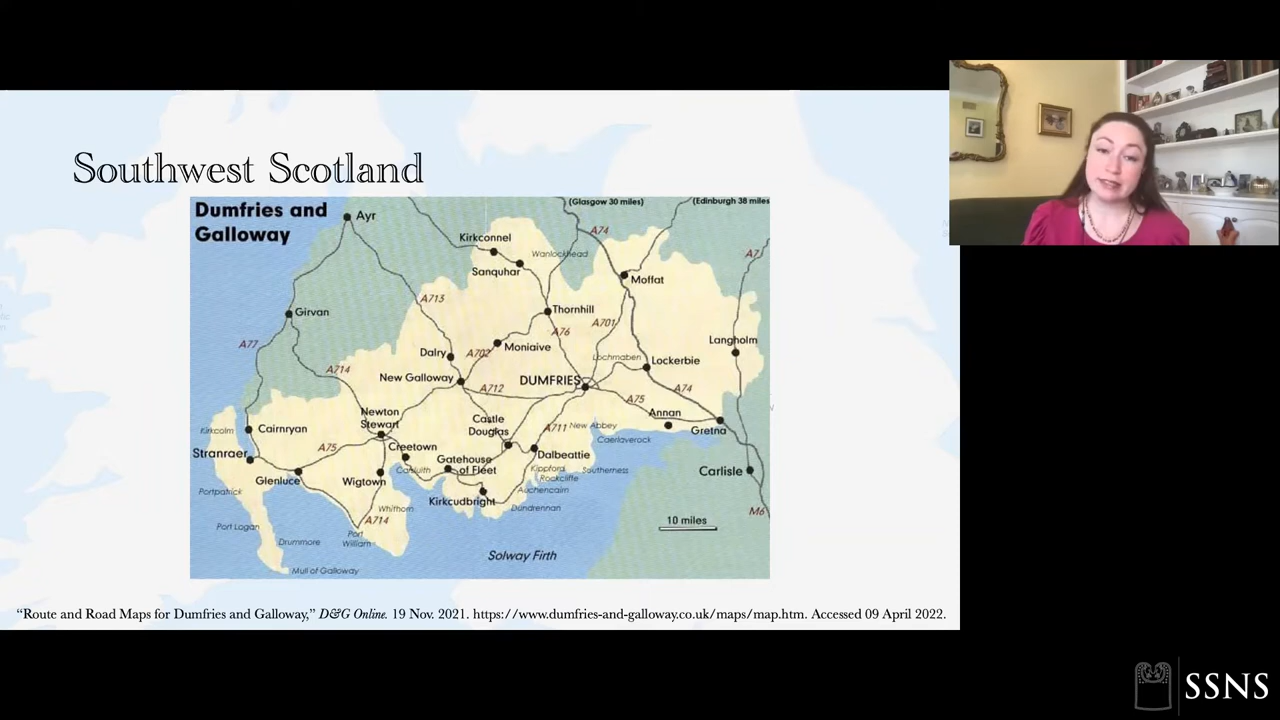 Southwest Scotland
Dumfries and
Galloway
Ayr
(Glasgow 30 miles)
(Edinburgh 38 miles
Kirkconnel
A74
Wanlockhead
A7
Sanquhar
Moffat
A713
Girvan
Thornhill
A701
A76
A77
Moniaive
Langholm
Dalry
A702
Lochmaben
Lockerbie
A714
New Galloway
DUMFRIES
A712
A74
A75
Newton
Stewart
Annan
Castle
Douglas
A711
New Abbey
Gretna
Kirkcolm
Cairnryan
Caerlaverock
A75
Creetown
Stranraer
Dalbeattie
Gatehouse
of Fleet
Carsluith
Kippford
Southerness
Carlisle
Glenluce
Wigtown
Rockcliffe
Portpatrick
Auchencairn
Kirkcudbright
Whithorn
Dundrennan
M6
A714
10 miles
Port Logan
Port
William
Drummore
Solway Firth
Mull of Galloway
“Route and Road Maps for Dumfries and Galloway,” D&G Online. 19 Nov. 2021. https://www.dumfries-and-galloway.co.uk/maps/map.htm. Accessed 09 April 2022.
SSNS